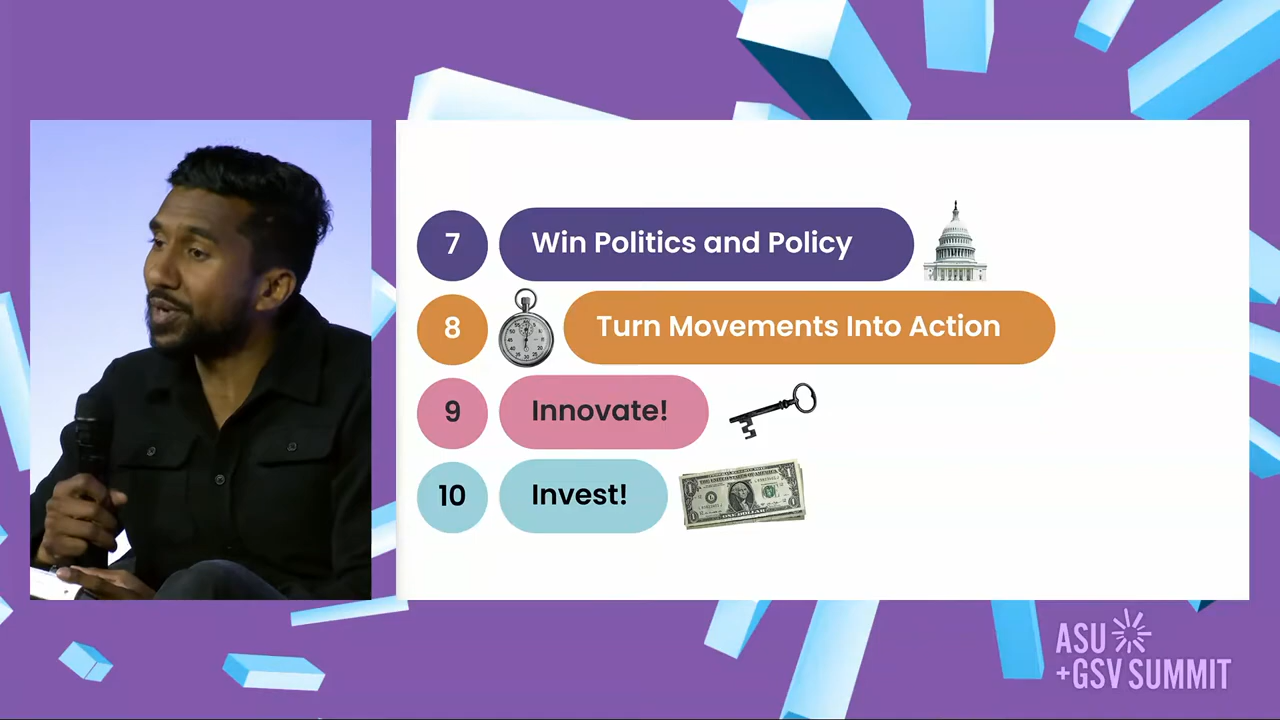 7
Win Politics and Policy
8
Turn Movements Into Action
9
Innovate!
10
Invest!
ASU
+GSV SUMMIT